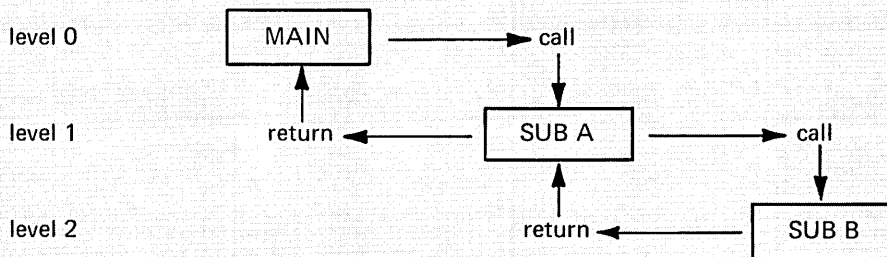 level 0 MAIN call
level 1 return SUB A call
level 2 return SUB B